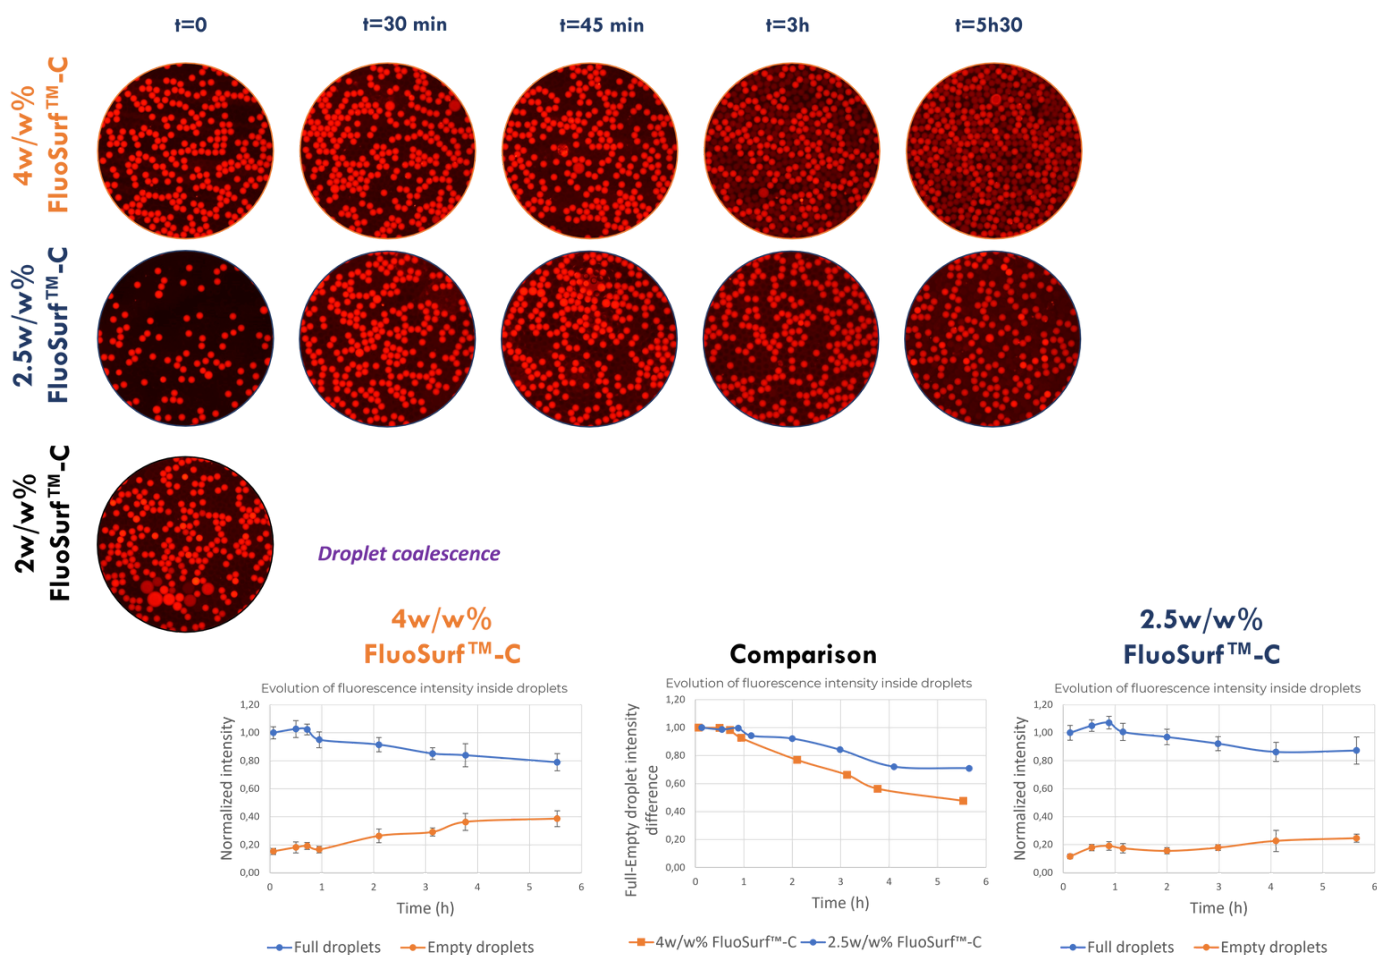 t=0
t=30 min
t=45 min
t=3h
t=5h30
4w/w%
FluoSurf™-C
2.5w/w%
FluoSurf™-C
2w/w%
FluoSurf™-C
Droplet coalescence
4w/w%
FluoSurf™-C
Evolution of fluorescence intensity inside droplets
Normalized intensity
1,20
1,00
0,80
0,60
0,40
0,20
0,00
0 1 2 3 4 5 6
Time (h)
Full droplets Empty droplets
Comparison
Evolution of fluorescence intensity inside droplets
Full-Empty droplet intensity
difference
1,20
1,00
0,80
0,60
0,40
0,20
0,00
0 1 2 3 4 5 6
Time (h)
4w/w% FluoSurf™-C 2.5w/w% FluoSurf™-C
2.5w/w%
FluoSurf™-C
Evolution of fluorescence intensity inside droplets
Normalized intensity
1,20
1,00
0,80
0,60
0,40
0,20
0,00
0 1 2 3 4 5 6
Time (h)
Full droplets Empty droplets